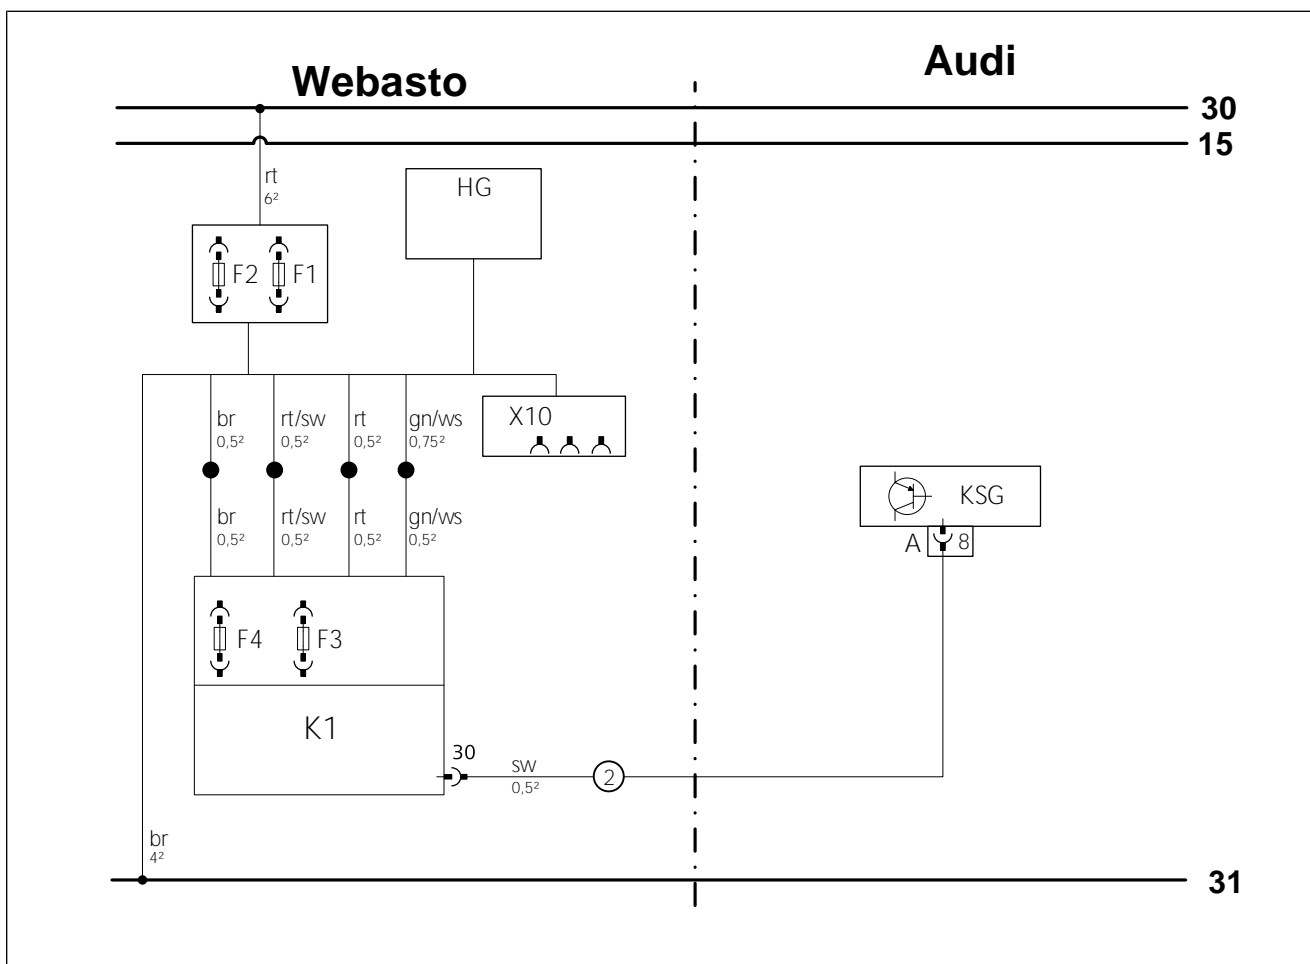 Webasto
Audi
30
15
rt
6²
HG
F2
F1
br
0,5²
rt/sw
0,5²
rt
0,5²
gn/ws
0,75²
X10
br
0,5²
rt/sw
0,5²
rt
0,5²
gn/ws
0,5²
KSG
A
8
F4
F3
K1
30
sw
0,5²
2
br
4²
31